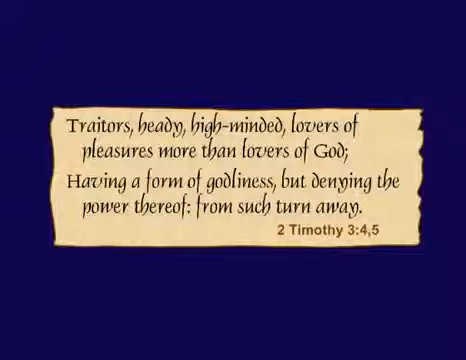 Traitors, heady, high-minded, lovers of
pleasures more than lovers of God;
Having a form of godliness, but denying the
power thereof: from such turn away.
2 Timothy 3:4,5